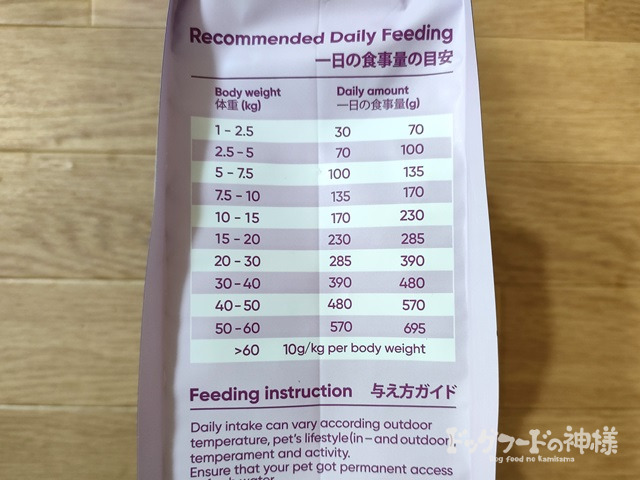 Recommended Daily Feeding
一日の食事量の目安
Body weight Daily amount
体重 (kg) 一日の食事量(g)
1 - 2.5 30 70
2.5 - 5 70 100
5 - 7.5 100 135
7.5 - 10 135 170
10 - 15 170 230
15 - 20 230 285
20 - 30 285 390
30 - 40 390 480
40 - 50 480 570
50 - 60 570 695
>60 10g/kg per body weight
Feeding instruction 与え方ガイド
Daily intake can vary according outdoor
temperature, pet's lifestyle (in – and outdoor)
temperament and activity.
Ensure that your pet got permanent access
ドッグフードの神様
dog food no kamisama